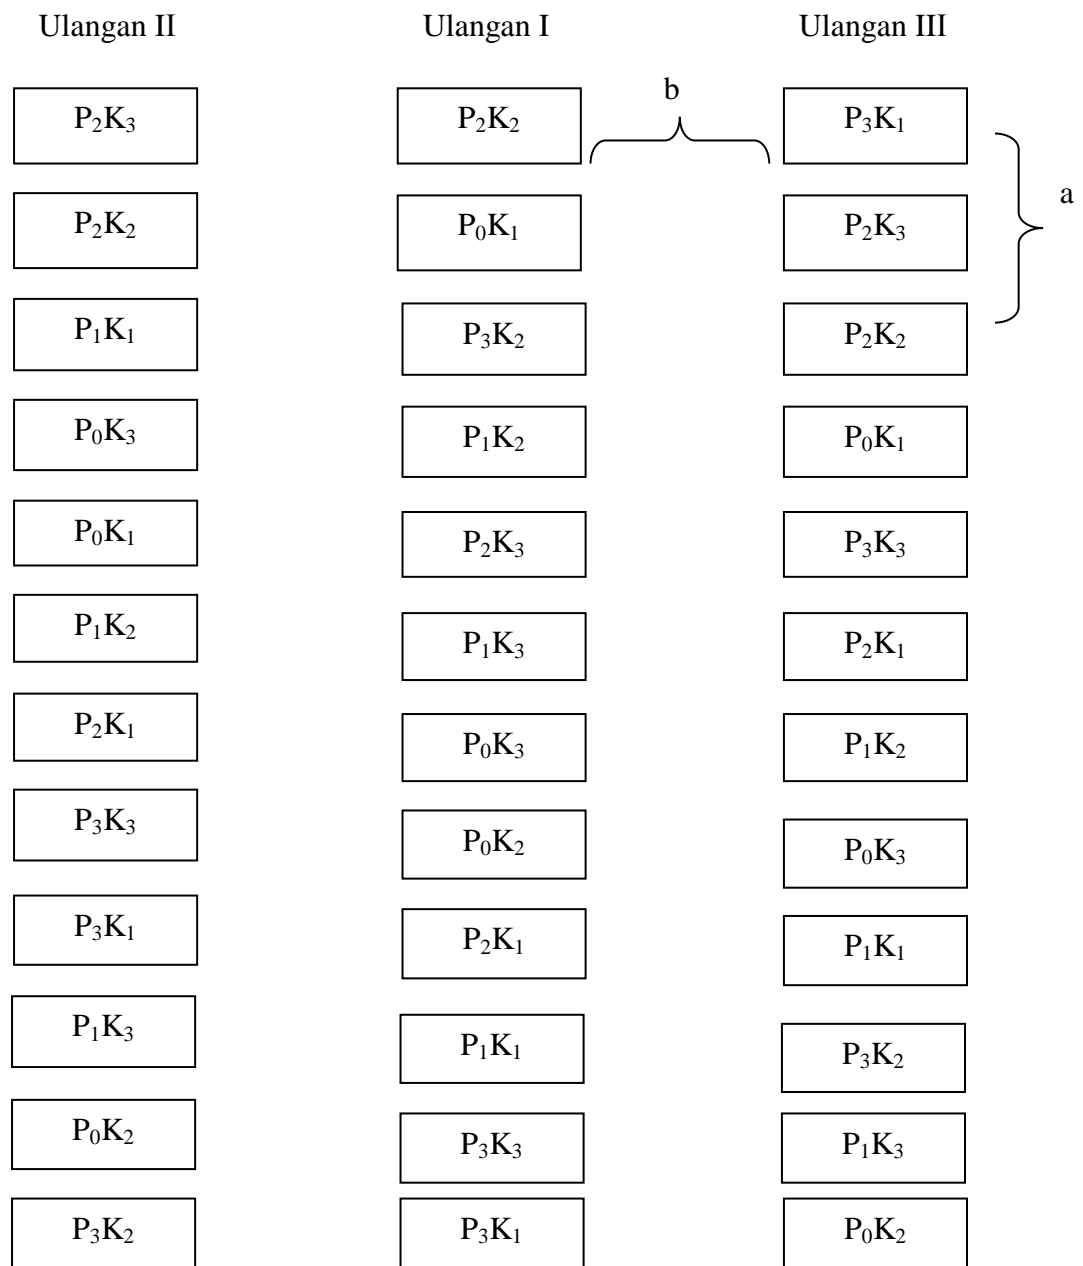 Ulangan II Ulangan I Ulangan III
b
P₂K₃ P₂K₂ P₃K₁
a
P₂K₂ P₀K₁ P₂K₃
P₁K₁ P₃K₂ P₂K₂
P₀K₃ P₁K₂ P₀K₁
P₀K₁ P₂K₃ P₃K₃
P₁K₂ P₁K₃ P₂K₁
P₂K₁ P₀K₃ P₁K₂
P₃K₃ P₀K₂ P₀K₃
P₃K₁ P₂K₁ P₁K₁
P₁K₃ P₁K₁ P₃K₂
P₀K₂ P₃K₃ P₁K₃
P₃K₂ P₃K₁ P₀K₂